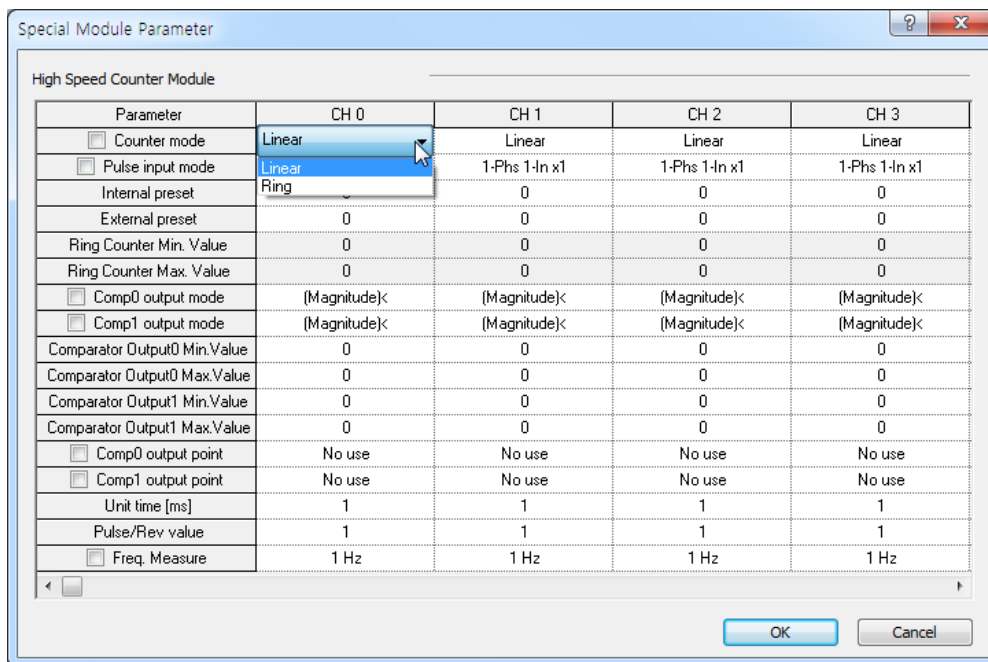 Special Module Parameter
High Speed Counter Module
Parameter CH 0 CH 1 CH 2 CH 3
Counter mode Linear Linear Linear Linear
Pulse input mode Linear 1-Phs 1-In x1 1-Phs 1-In x1 1-Phs 1-In x1
Ring
Internal preset 0 0 0
External preset 0 0 0 0
Ring Counter Min. Value 0 0 0 0
Ring Counter Max. Value 0 0 0 0
Comp0 output mode (Magnitude)< (Magnitude)< (Magnitude)< (Magnitude)<
Comp1 output mode (Magnitude)< (Magnitude)< (Magnitude)< (Magnitude)<
Comparator Output0 Min.Value 0 0 0 0
Comparator Output0 Max.Value 0 0 0 0
Comparator Output1 Min.Value 0 0 0 0
Comparator Output1 Max.Value 0 0 0 0
Comp0 output point No use No use No use No use
Comp1 output point No use No use No use No use
Unit time [ms] 1 1 1 1
Pulse/Rev value 1 1 1 1
Freq. Measure 1 Hz 1 Hz 1 Hz 1 Hz
OK Cancel